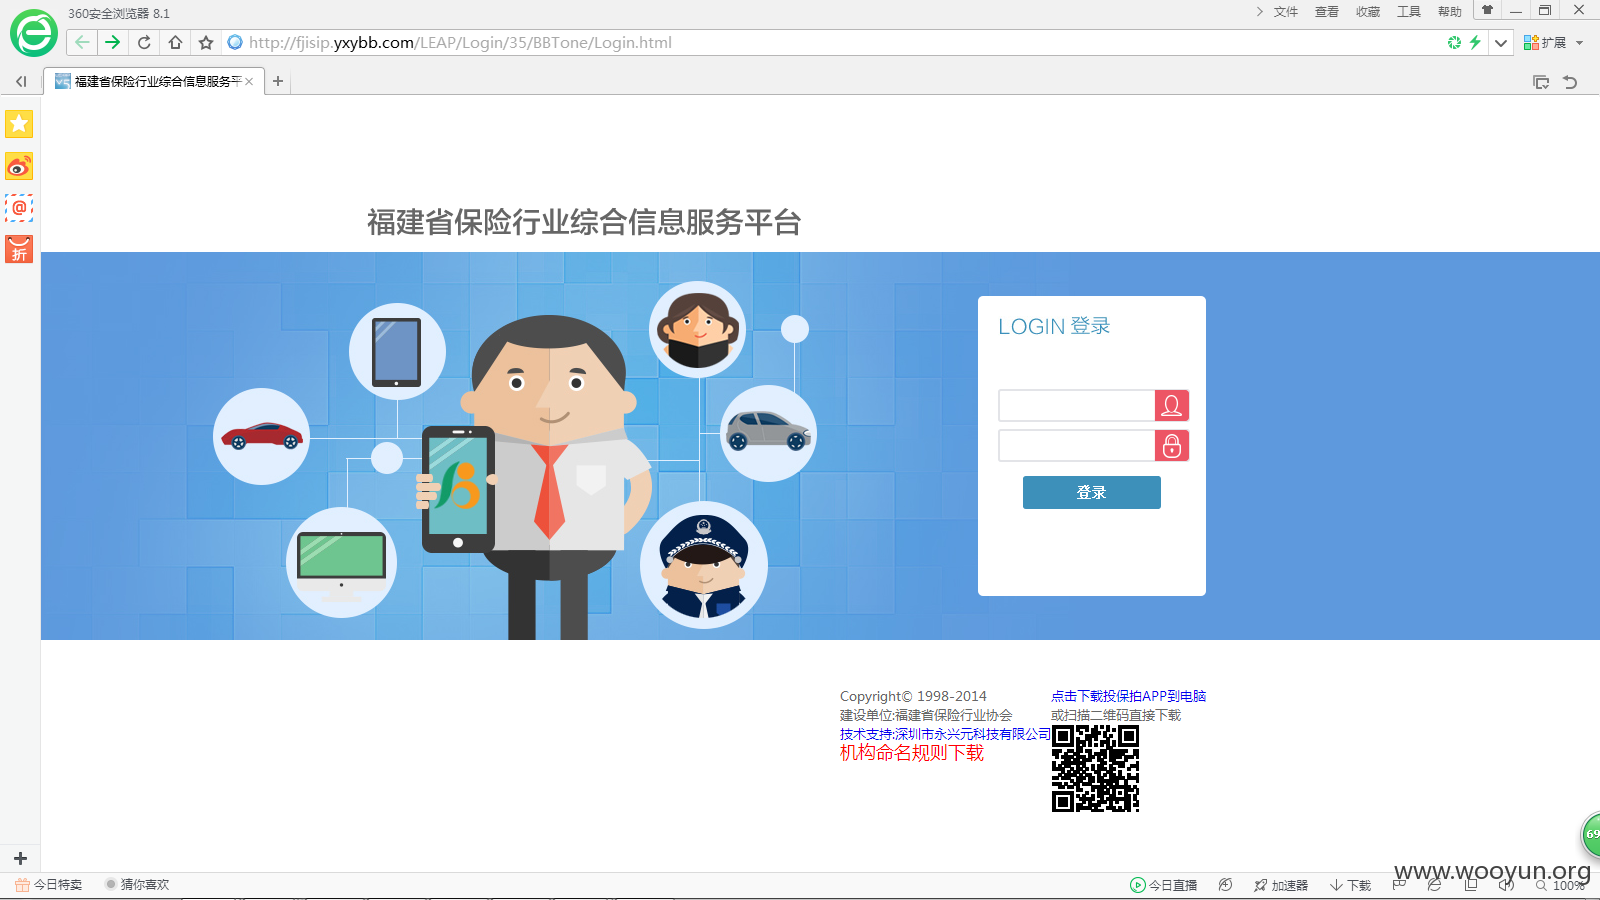 360安全浏览器 8.1
文件 查看 收藏 工具 帮助
http://fjisip.yxybb.com/LEAP/Login/35/BBTone/Login.html
扩展
福建省保险行业综合信息服务平
折
福建省保险行业综合信息服务平台
LOGIN 登录
登录
Copyright© 1998-2014
建设单位:福建省保险行业协会
技术支持:深圳市永兴元科技有限公司
机构命名规则下载
点击下载投保拍APP到电脑
或扫描二维码直接下载
69
www.wooyun.org
今日特卖 猜你喜欢
今日直播 加速器 下载 100%